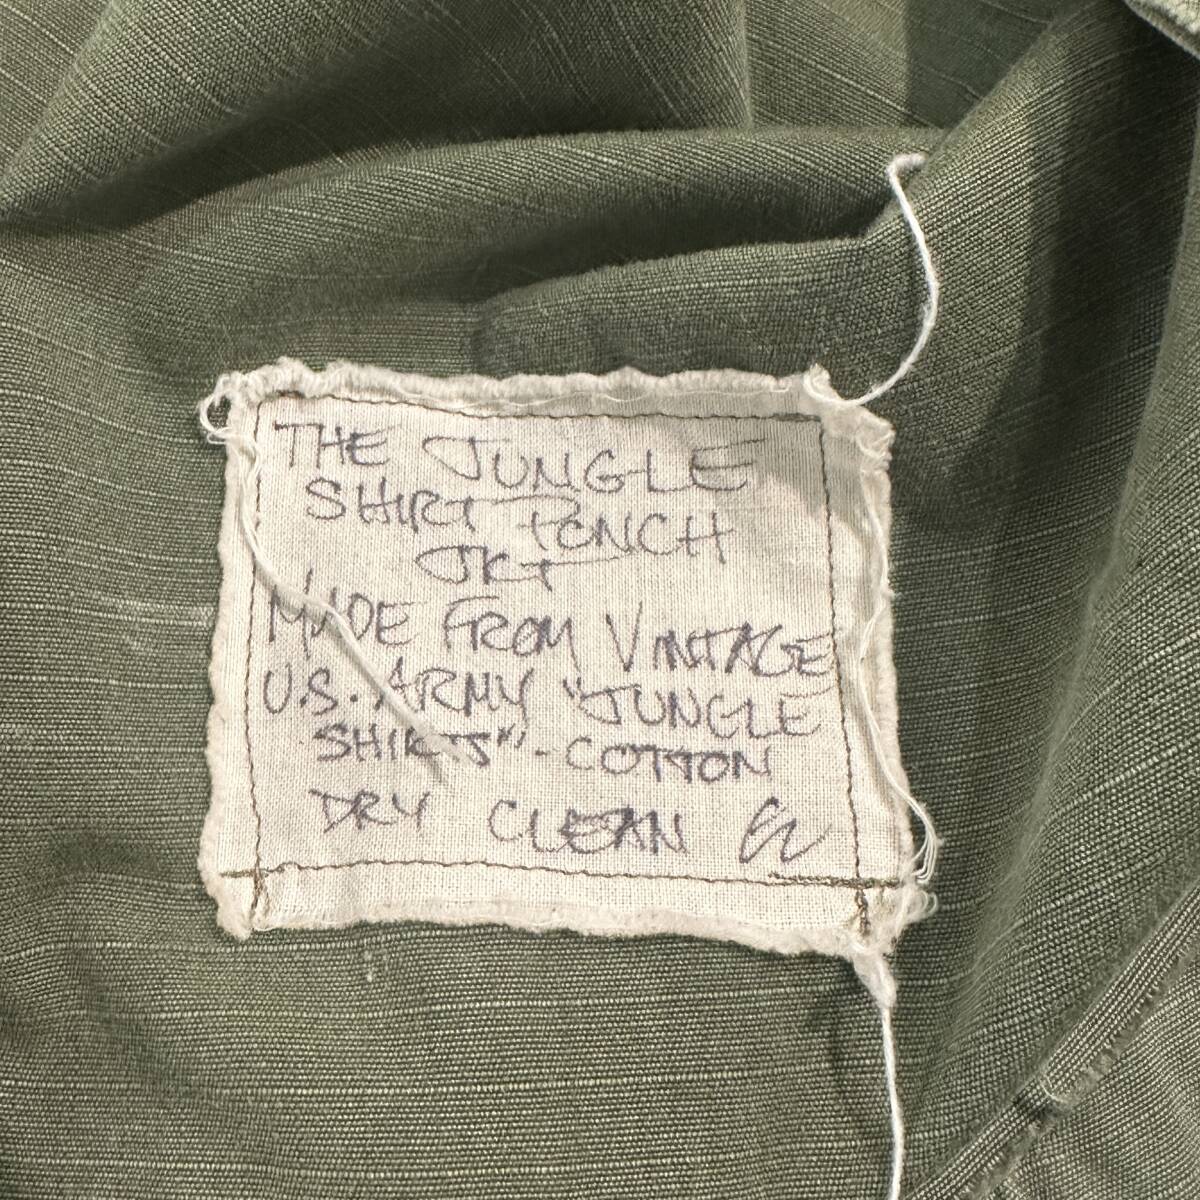 THE JUNGLE
SHIRT PONCH
JKT
MADE FROM VINTAGE
U.S. ARMY "JUNGLE
SHIRTS" - COTTON
DRY CLEAN